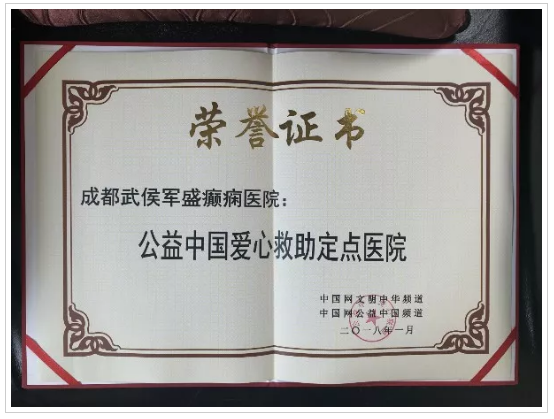 荣誉证书
成都武侯军盛癫痫医院：
公益中国爱心救助定点医院
中国网文明中华频道
中国网公益中国频道
二〇一八年一月